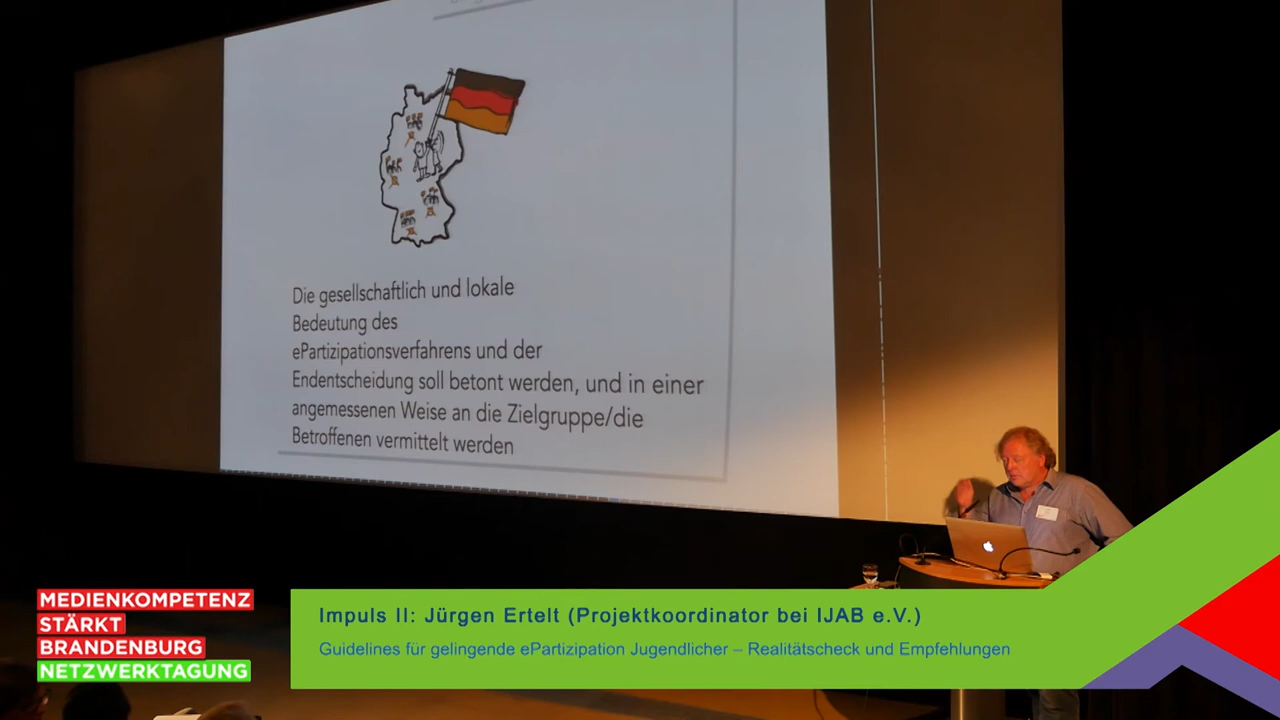 Die gesellschaftlich und lokale
Bedeutung des
ePartizipationsverfahrens und der
Endentscheidung soll betont werden, und in einer
angemessenen Weise an die Zielgruppe/die
Betroffenen vermittelt werden
MEDIENKOMPETENZ
STÄRKT
BRANDENBURG
NETZWERKTAGUNG
Impuls II: Jürgen Ertelt (Projektkoordinator bei IJAB e.V.)
Guidelines für gelingende ePartizipation Jugendlicher – Realitätscheck und Empfehlungen